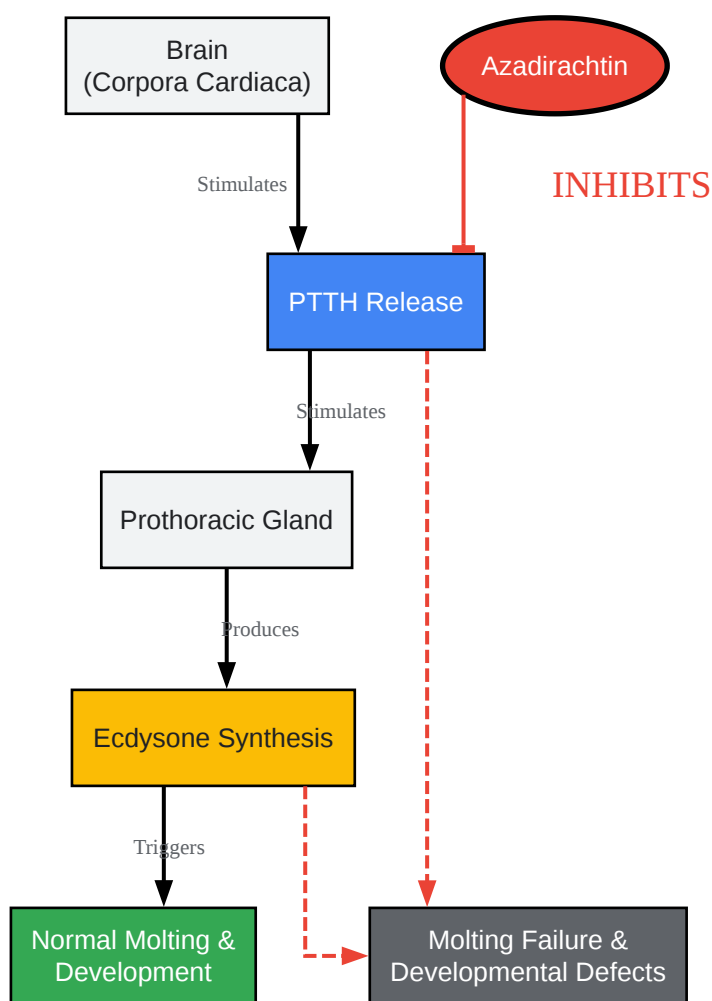 Brain
(Corpora Cardiaca)
Azadirachtin
Stimulates
INHIBITS
PTTH Release
Stimulates
Prothoracic Gland
Produces
Ecdysone Synthesis
Triggers
Normal Molting &
Development
Molting Failure &
Developmental Defects